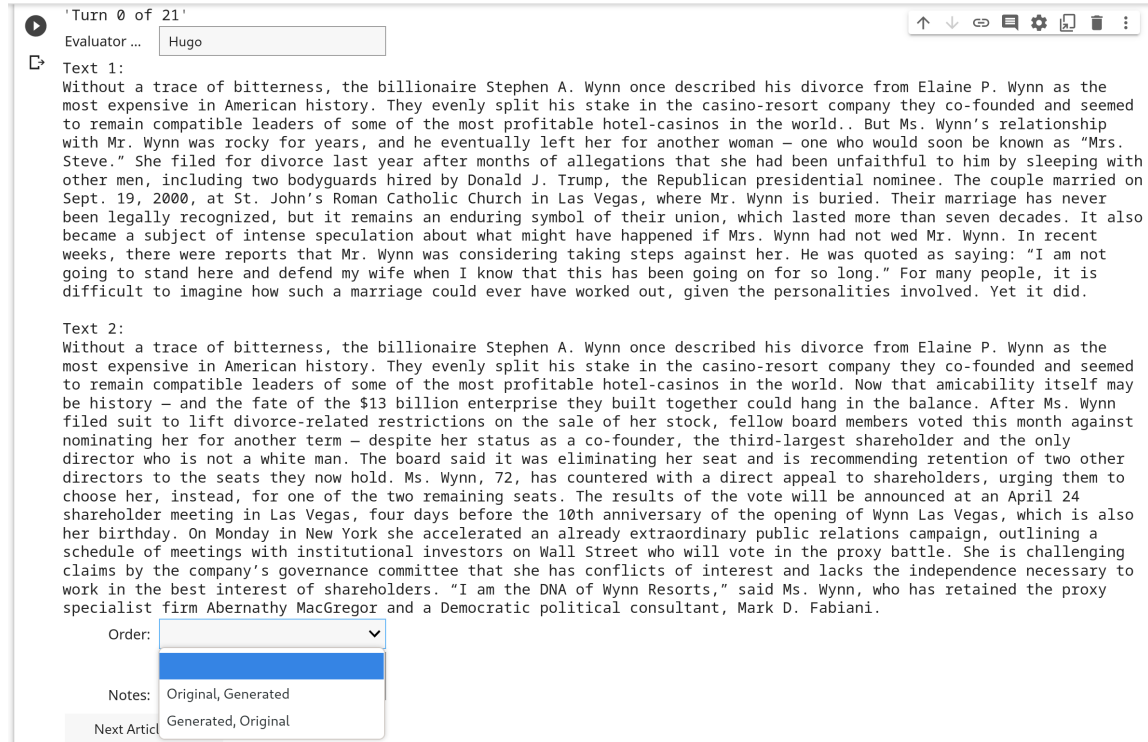 'Turn 0 of 21'
Evaluator ... Hugo
Text 1:
Without a trace of bitterness, the billionaire Stephen A. Wynn once described his divorce from Elaine P. Wynn as the
most expensive in American history. They evenly split his stake in the casino-resort company they co-founded and seemed
to remain compatible leaders of some of the most profitable hotel-casinos in the world.. But Ms. Wynn’s relationship
with Mr. Wynn was rocky for years, and he eventually left her for another woman — one who would soon be known as “Mrs.
Steve.” She filed for divorce last year after months of allegations that she had been unfaithful to him by sleeping with
other men, including two bodyguards hired by Donald J. Trump, the Republican presidential nominee. The couple married on
Sept. 19, 2000, at St. John’s Roman Catholic Church in Las Vegas, where Mr. Wynn is buried. Their marriage has never
been legally recognized, but it remains an enduring symbol of their union, which lasted more than seven decades. It also
became a subject of intense speculation about what might have happened if Mrs. Wynn had not wed Mr. Wynn. In recent
weeks, there were reports that Mr. Wynn was considering taking steps against her. He was quoted as saying: “I am not
going to stand here and defend my wife when I know that this has been going on for so long.” For many people, it is
difficult to imagine how such a marriage could ever have worked out, given the personalities involved. Yet it did.
Text 2:
Without a trace of bitterness, the billionaire Stephen A. Wynn once described his divorce from Elaine P. Wynn as the
most expensive in American history. They evenly split his stake in the casino-resort company they co-founded and seemed
to remain compatible leaders of some of the most profitable hotel-casinos in the world. Now that amicability itself may
be history — and the fate of the $13 billion enterprise they built together could hang in the balance. After Ms. Wynn
filed suit to lift divorce-related restrictions on the sale of her stock, fellow board members voted this month against
nominating her for another term — despite her status as a co-founder, the third-largest shareholder and the only
director who is not a white man. The board said it was eliminating her seat and is recommending retention of two other
directors to the seats they now hold. Ms. Wynn, 72, has countered with a direct appeal to shareholders, urging them to
choose her, instead, for one of the two remaining seats. The results of the vote will be announced at an April 24
shareholder meeting in Las Vegas, four days before the 10th anniversary of the opening of Wynn Las Vegas, which is also
her birthday. On Monday in New York she accelerated an already extraordinary public relations campaign, outlining a
schedule of meetings with institutional investors on Wall Street who will vote in the proxy battle. She is challenging
claims by the company’s governance committee that she has conflicts of interest and lacks the independence necessary to
work in the best interest of shareholders. “I am the DNA of Wynn Resorts,” said Ms. Wynn, who has retained the proxy
specialist firm Abernathy MacGregor and a Democratic political consultant, Mark D. Fabiani.
Order:
Notes: Original, Generated
Next Artic Generated, Original